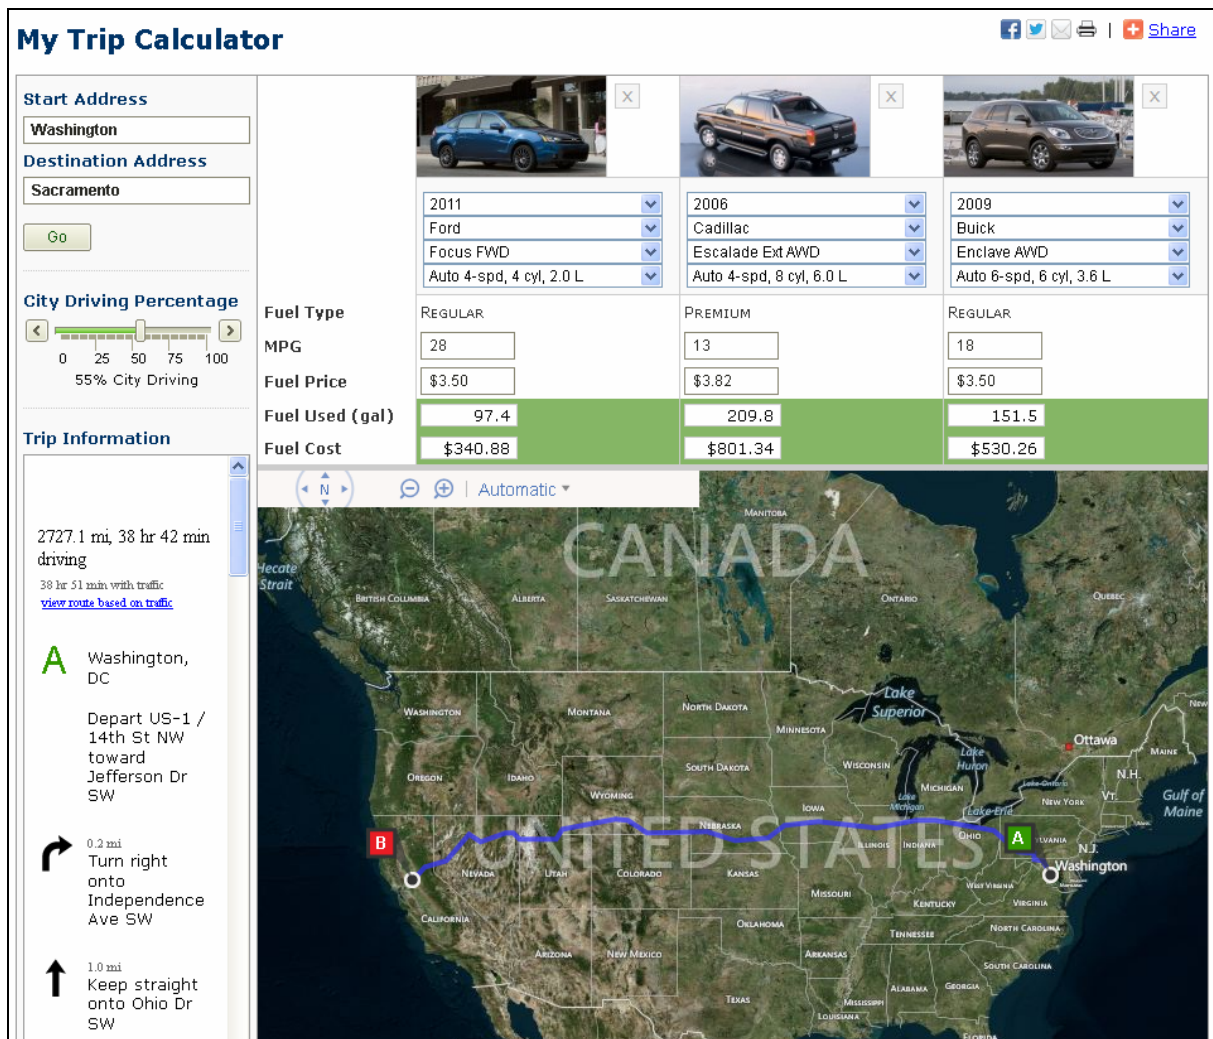 My Trip Calculator
| Share
Start Address
Washington
Destination Address
Sacramento
Go
City Driving Percentage
0 25 50 75 100
55% City Driving
Trip Information
2727.1 mi, 38 hr 42 min
driving
38 hr 51 min with traffic
view route based on traffic
A
Washington,
DC
Depart US-1 /
14th St NW
toward
Jefferson Dr
SW
0.2 mi
Turn right
onto
Independence
Ave SW
1.0 mi
Keep straight
onto Ohio Dr
SW
X X X
2011 2006 2009
Ford Cadillac Buick
Focus FWD Escalade Ext AWD Enclave AWD
Auto 4-spd, 4 cyl, 2.0 L Auto 4-spd, 8 cyl, 6.0 L Auto 6-spd, 6 cyl, 3.6 L
Fuel Type REGULAR PREMIUM REGULAR
MPG 28 13 18
Fuel Price $3.50 $3.82 $3.50
Fuel Used (gal) 97.4 209.8 151.5
Fuel Cost $340.88 $801.34 $530.26
N | Automatic
MANITOBA
CANADA
Hecate
Strait
BRITISH COLUMBIA ALBERTA SASKATCHEWAN ONTARIO QUEBEC
Lake
Superior
WASHINGTON MONTANA NORTH DAKOTA New
MINNESOTA
Ottawa
MAINE
Lake
Huron
OREGON IDAHO SOUTH DAKOTA WISCONSIN
N.H.
MICHIGAN
Lake Ontario
WYOMING
Lake
Michigan
IOWA
Lake Erie
NEW YORK
VT.
Gulf of
Maine
NEBRASKA
OHIO
B
A
LVANIA
UNITED STATES
ILLINOIS INDIANA
N.J.
Washington
NEVADA UTAH COLORADO KANSAS
MISSOURI
WEST VIRGINIA
KENTUCKY
VIRGINIA
CALIFORNIA
OKLAHOMA
TENNESSEE
NORTH CAROLINA
ARIZONA NEW MEXICO ARKANSAS
SOUTH CAROLINA
ALABAMA GEORGIA
TEXAS
MISSISSIPPI
LOUISIANA
FLORIDA